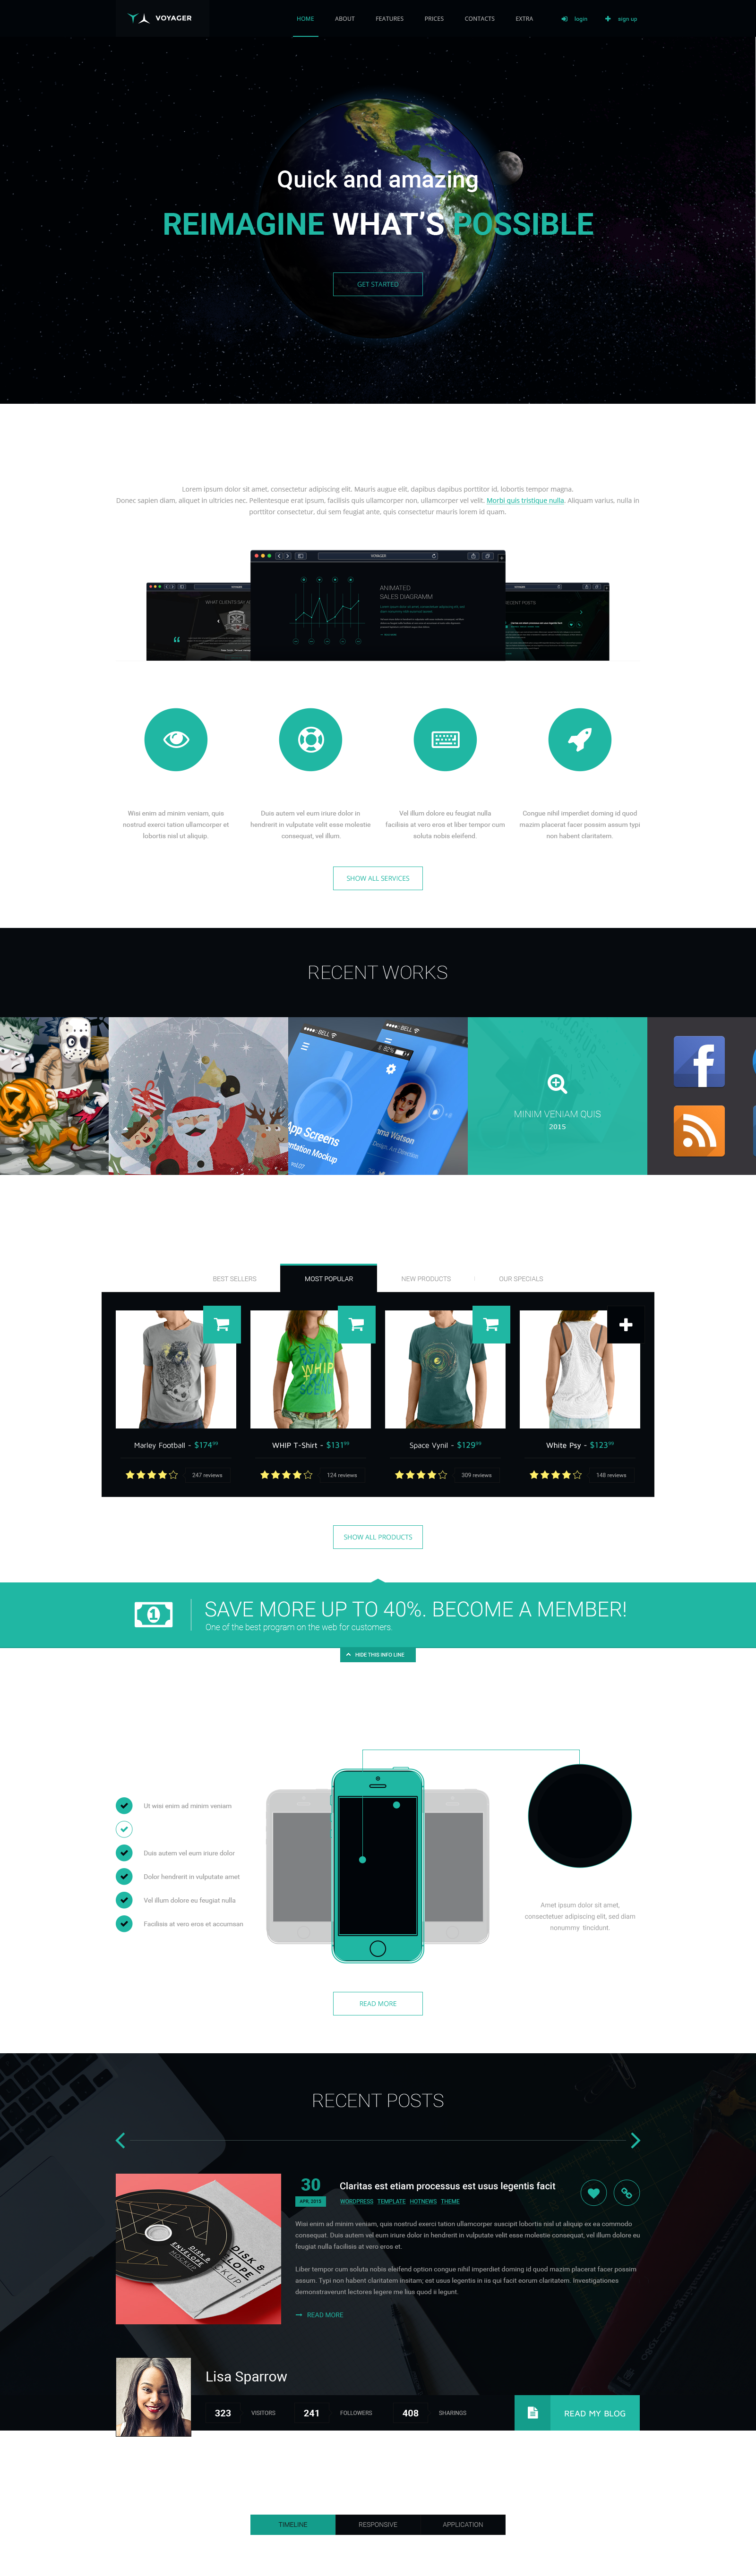 VOYAGER
HOME ABOUT FEATURES PRICES CONTACTS EXTRA login sign up
Quick and amazing
REIMAGINE WHAT'S POSSIBLE
GET STARTED
Lorem ipsum dolor sit amet, consectetur adipiscing elit. Mauris augue elit, dapibus dapibus porttitor id, lobortis tempor magna.
Donec sapien diam, aliquet in ultricies nec. Pellentesque erat ipsum, facilisis quis ullamcorper non, ullamcorper vel velit. Morbi quis tristique nulla. Aliquam varius, nulla in
porttitor consectetur, dui sem feugiat ante, quis consectetur mauris lorem id quam.
VOYAGER
WHAT CLIENTS SAY
ANIMATED
SALES DIAGRAMM
RECENT POSTS
Wisi enim ad minim veniam, quis
nostrud exerci tation ullamcorper et
lobortis nisl ut aliquip.
Duis autem vel eum iriure dolor in
hendrerit in vulputate velit esse molestie
consequat, vel illum.
Vel illum dolore eu feugiat nulla
facilisis at vero eros et liber tempor cum
soluta nobis eleifend.
Congue nihil imperdiet doming id quod
mazim placerat facer possim assum typi
non habent claritatem.
SHOW ALL SERVICES
RECENT WORKS
BELL
BELL
80%
App Screens
ntation Mockup
ma Watson
Design, Art Direction
MINIM VENIAM QUIS
2015
BEST SELLERS MOST POPULAR NEW PRODUCTS OUR SPECIALS
WHIP
Marley Football - $174 99
WHIP T-Shirt - $131 99
Space Vynil - $129 99
White Psy - $123 99
247 reviews
124 reviews
309 reviews
148 reviews
SHOW ALL PRODUCTS
1
SAVE MORE UP TO 40%. BECOME A MEMBER!
One of the best program on the web for customers.
HIDE THIS INFO LINE
Ut wisi enim ad minim veniam
Duis autem vel eum iriure dolor
Dolor hendrerit in vulputate amet
Vel illum dolore eu feugiat nulla
Facilisis at vero eros et accumsan
Amet ipsum dolor sit amet,
consectetuer adipiscing elit, sed diam
nonummy tincidunt.
READ MORE
RECENT POSTS
DISK &
ENVELOPE
MOCKUP
DISK &
LOPE
KUP
30
APR, 2015
Claritas est etiam processus est usus legentis facit
WORDPRESS TEMPLATE HOTNEWS THEME
Wisi enim ad minim veniam, quis nostrud exerci tation ullamcorper suscipit lobortis nisl ut aliquip ex ea commodo
consequat. Duis autem vel eum iriure dolor in hendrerit in vulputate velit esse molestie consequat, vel illum dolore eu
feugiat nulla facilisis at vero eros et.
Liber tempor cum soluta nobis eleifend option congue nihil imperdiet doming id quod mazim placerat facer possim
assum. Typi non habent claritatem insitam; est usus legentis in iis qui facit eorum claritatem. Investigationes
demonstraverunt lectores legere me lius quod ii legunt.
READ MORE
Lisa Sparrow
323 VISITORS 241 FOLLOWERS 408 SHARINGS
READ MY BLOG
TIMELINE RESPONSIVE APPLICATION